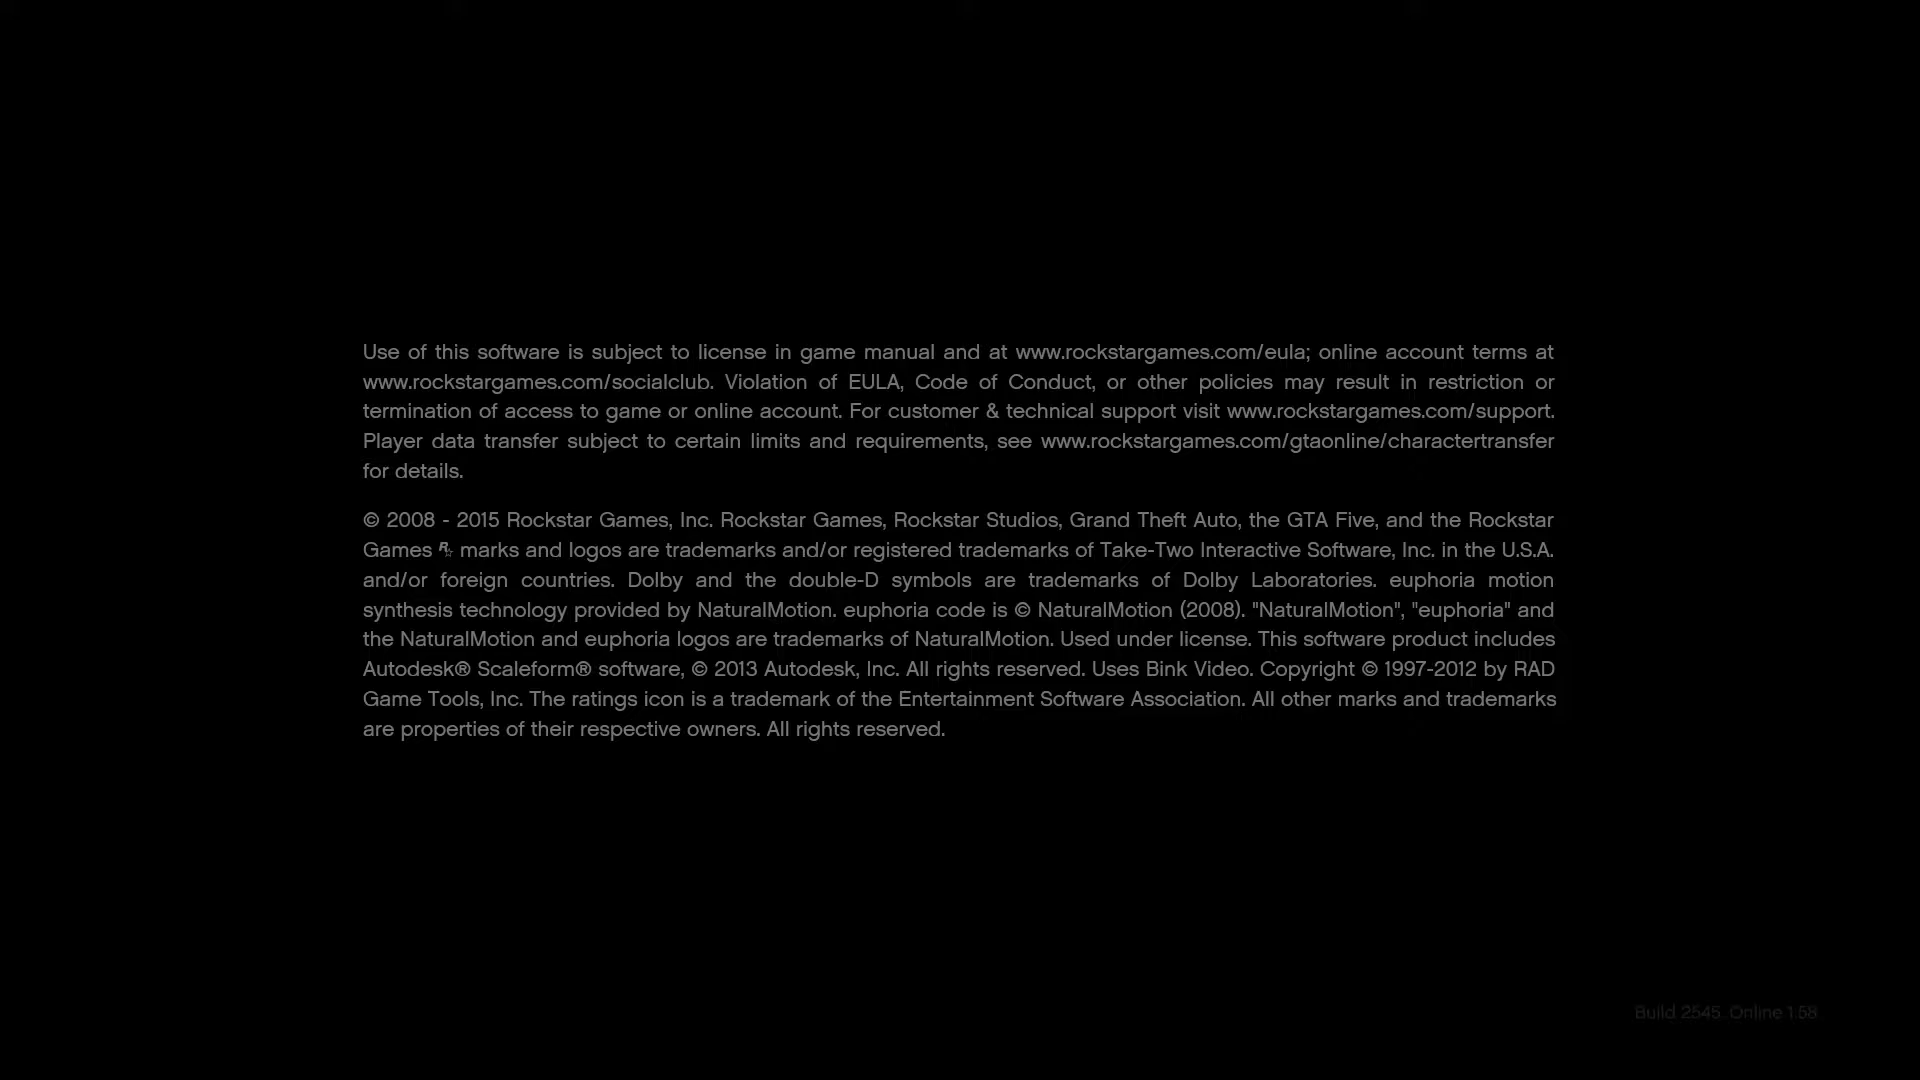 Use of this software is subject to license in game manual and at www.rockstargames.com/eula; online account terms at
www.rockstargames.com/socialclub. Violation of EULA, Code of Conduct, or other policies may result in restriction or
termination of access to game or online account. For customer & technical support visit www.rockstargames.com/support.
Player data transfer subject to certain limits and requirements, see www.rockstargames.com/gtaonline/charactertransfer
for details.
© 2008 - 2015 Rockstar Games, Inc. Rockstar Games, Rockstar Studios, Grand Theft Auto, the GTA Five, and the Rockstar
Games R☆ marks and logos are trademarks and/or registered trademarks of Take-Two Interactive Software, Inc. in the U.S.A.
and/or foreign countries. Dolby and the double-D symbols are trademarks of Dolby Laboratories. euphoria motion
synthesis technology provided by NaturalMotion. euphoria code is © NaturalMotion (2008). "NaturalMotion", "euphoria" and
the NaturalMotion and euphoria logos are trademarks of NaturalMotion. Used under license. This software product includes
Autodesk® Scaleform® software, © 2013 Autodesk, Inc. All rights reserved. Uses Bink Video. Copyright © 1997-2012 by RAD
Game Tools, Inc. The ratings icon is a trademark of the Entertainment Software Association. All other marks and trademarks
are properties of their respective owners. All rights reserved.
Build 2545, Online 1.58